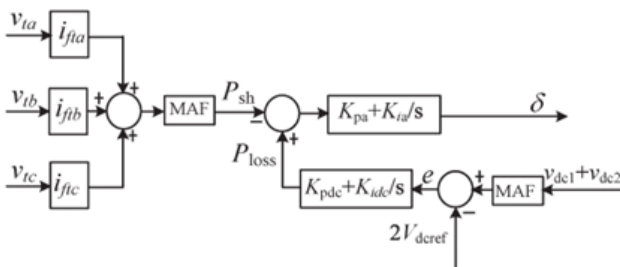 v_ta
i_fta
v_tb
i_ftb
v_tc
i_ftc
+
+
+
MAF
P_sh
−
+
P_loss
K_pa+K_ia/s
δ
K_pdc+K_idc/s
e
+
−
MAF
v_dc1+v_dc2
2V_dcref